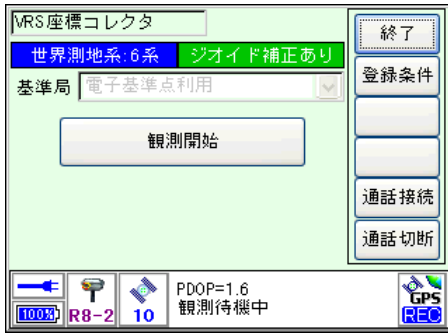 VRS座標コレクタ
終了
世界測地系:6系 ジオイド補正あり
登録条件
基準局 電子基準点利用
観測開始
通話接続
通話切断
100% R8-2 10
PDOP=1.6
観測待機中
GPS
REC